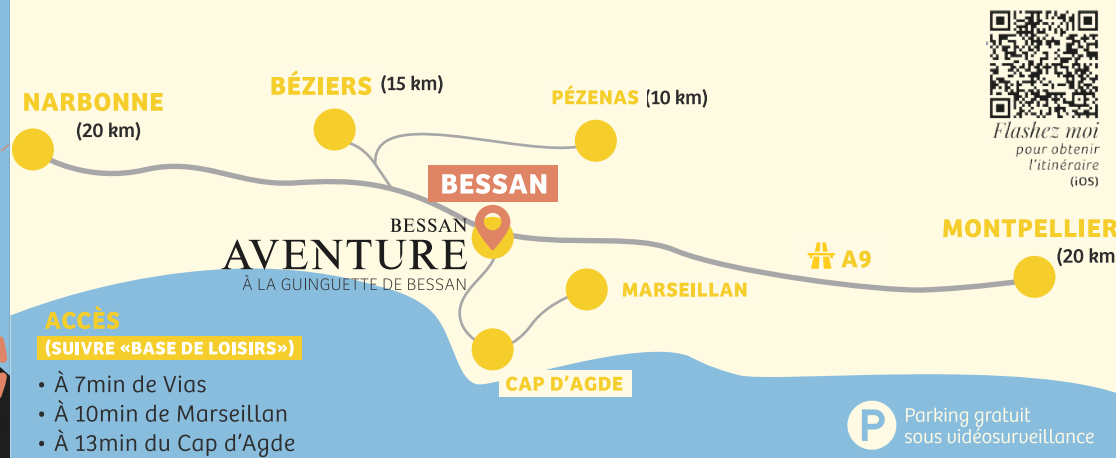 Flashez moi
pour obtenir
l'itinéraire
(iOS)
NARBONNE
(20 km)
BÉZIERS (15 km)
PÉZENAS (10 km)
BESSAN
BESSAN
AVENTURE
À LA GUINGUETTE DE BESSAN
MONTPELLIER
(20 km
A9
MARSEILLAN
CAP D'AGDE
ACCÈS
(SUIVRE «BASE DE LOISIRS»)
• À 7min de Vias
• À 10min de Marseillan
• À 13min du Cap d'Agde
P
Parking gratuit
sous vidéosurveillance